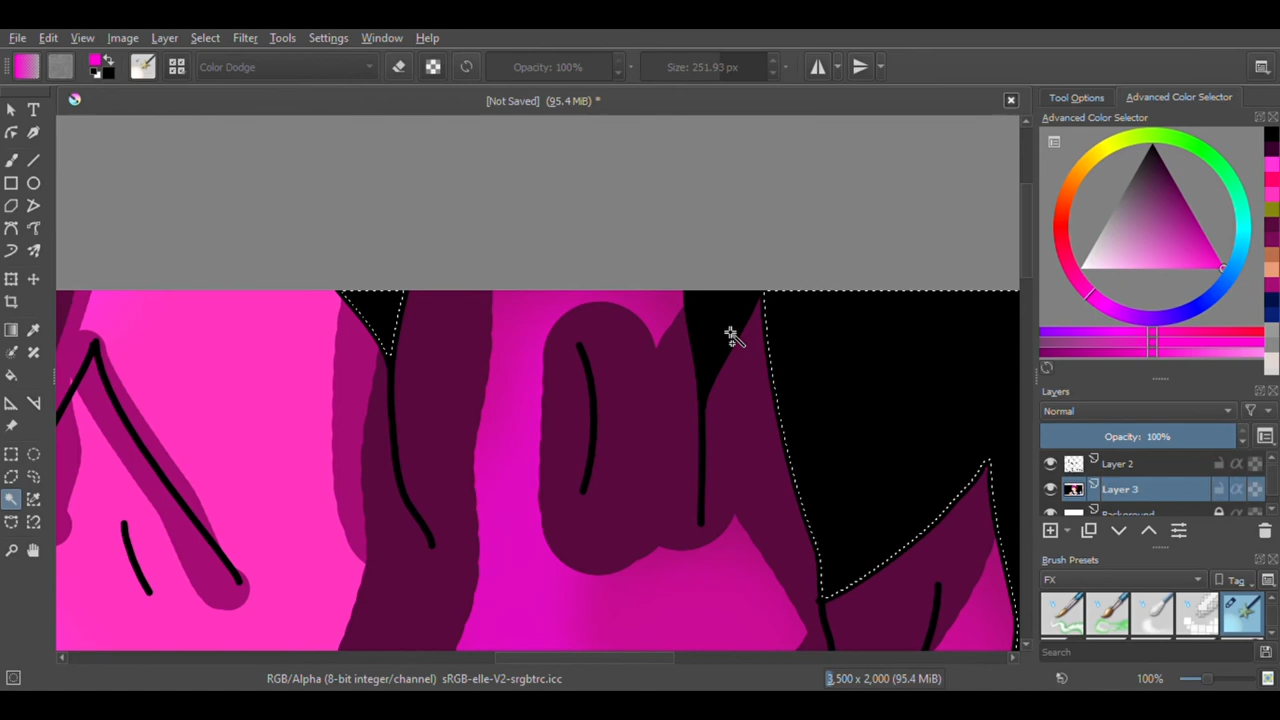 File Edit View Image Layer Select Filter Tools Settings Window Help
Color Dodge
Opacity: 100%
Size: 251.93 px
[Not Saved] (95.4 MiB) *
Tool Options
Advanced Color Selector
Advanced Color Selector
Layers
Normal
Opacity: 100%
Layer 2
Layer 3
Background
Brush Presets
FX
Tag
Search
RGB/Alpha (8-bit integer/channel) sRGB-elle-V2-srgbtrc.icc
3,500 x 2,000 (95.4 MiB)
100%